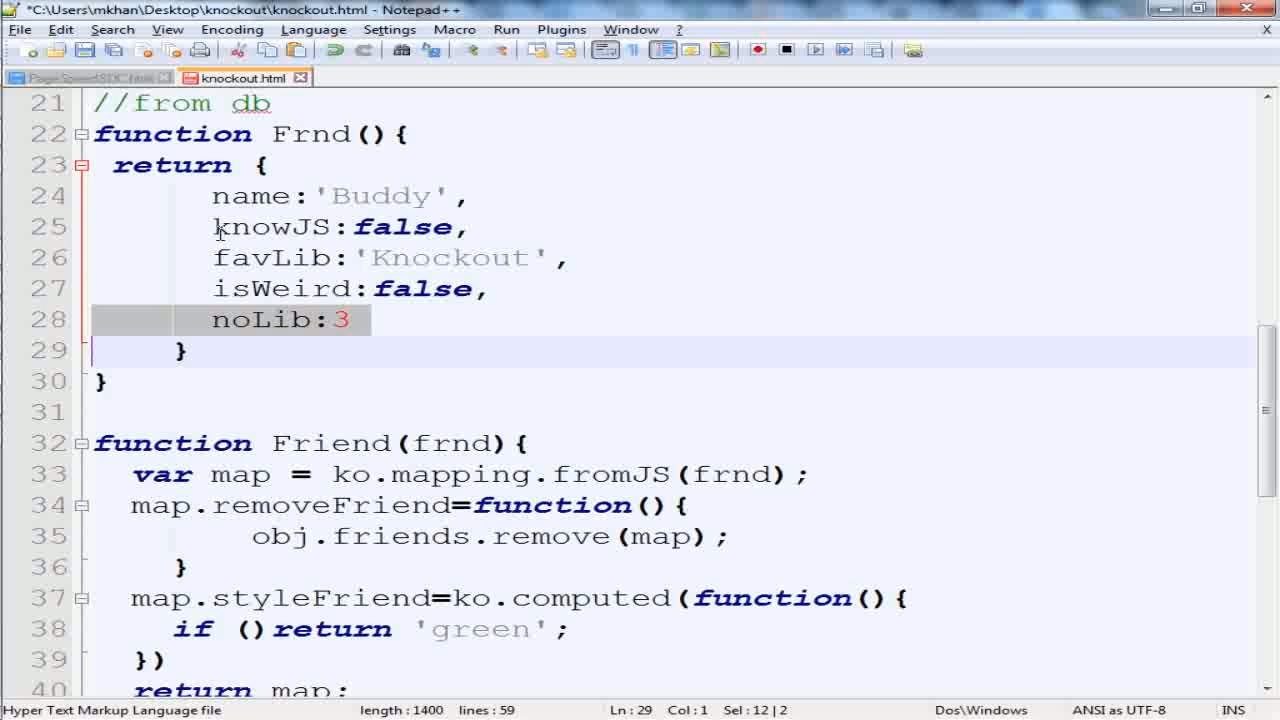 *C:\Users\mkhan\Desktop\knockout\knockout.html - Notepad++
File Edit Search View Encoding Language Settings Macro Run Plugins Window ? X
knockout.html
21 //from db
22 function Frnd(){
23 return {
24 name:'Buddy',
25 knowJS:false,
26 favLib:'Knockout',
27 isWeird:false,
28 noLib:3
29 }
30 }
31
32 function Friend(frnd){
33 var map = ko.mapping.fromJS(frnd);
34 map.removeFriend=function(){
35 obj.friends.remove(map);
36 }
37 map.styleFriend=ko.computed(function(){
38 if ()return 'green';
39 })
40 return map;
Hyper Text Markup Language file length : 1400 lines : 59 Ln : 29 Col : 1 Sel : 12 | 2 Dos\Windows ANSI as UTF-8 INS